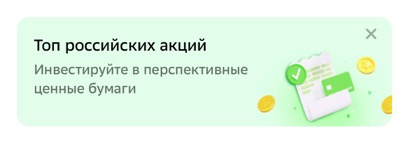 Топ российских акций
Инвестируйте в перспективные
ценные бумаги